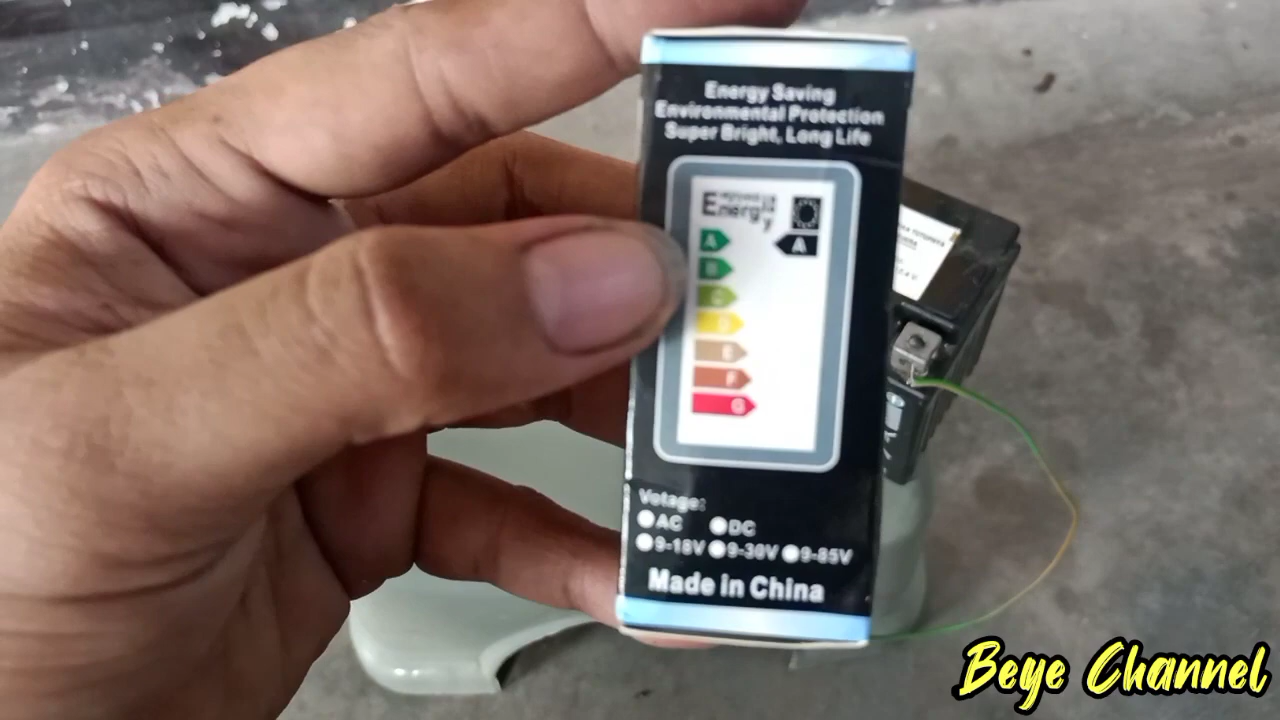 Energy Saving
Environmental Protection
Super Bright, Long Life
Energy
A
A
B
C
D
E
F
G
Votage:
AC DC
9-18V 9-30V 9-85V
Made in China
Beye Channel